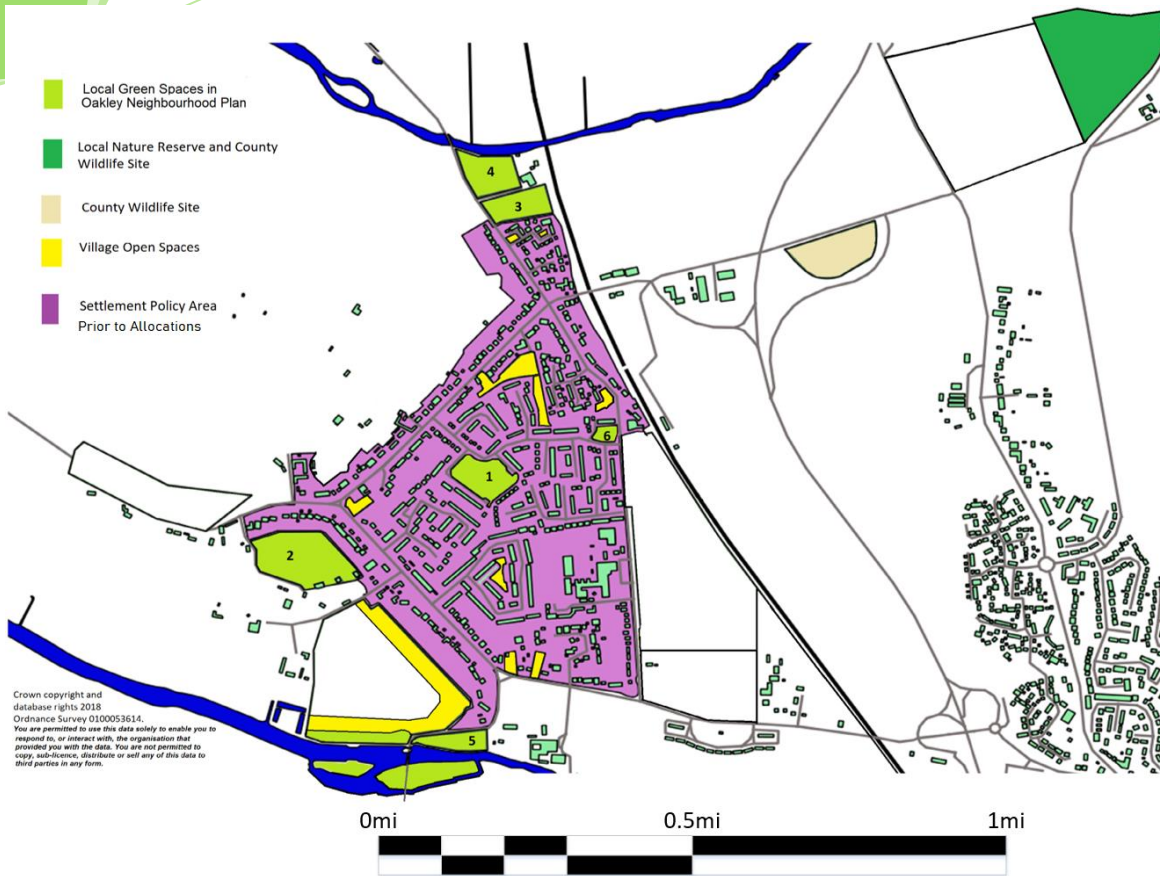 Local Green Spaces in
Oakley Neighbourhood Plan
Local Nature Reserve and County
Wildlife Site
County Wildlife Site
Village Open Spaces
Settlement Policy Area
Prior to Allocations
4
3
6
1
2
5
Crown copyright and
database rights 2018
Ordnance Survey 0100053614.
You are permitted to use this data solely to enable you to
respond to, or interact with, the organisation that
provided you with the data. You are not permitted to
copy, sub-licence, distribute or sell any of this data to
third parties in any form.
0mi 0.5mi 1mi